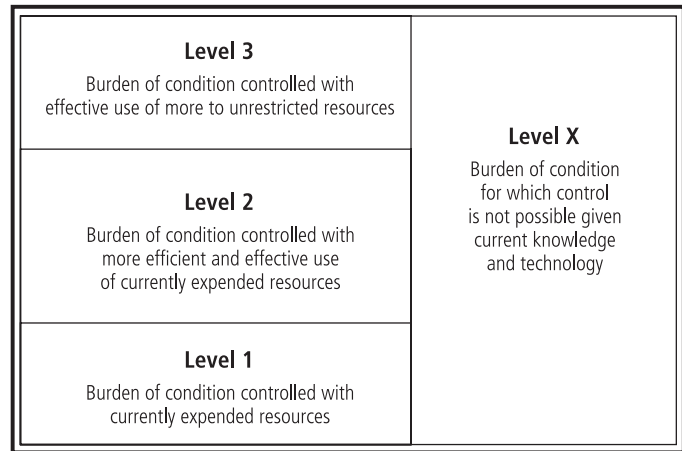 Level 3
Burden of condition controlled with
effective use of more to unrestricted resources
Level 2
Burden of condition controlled with
more efficient and effective use
of currently expended resources
Level 1
Burden of condition controlled with
currently expended resources
Level X
Burden of condition
for which control
is not possible given
current knowledge
and technology